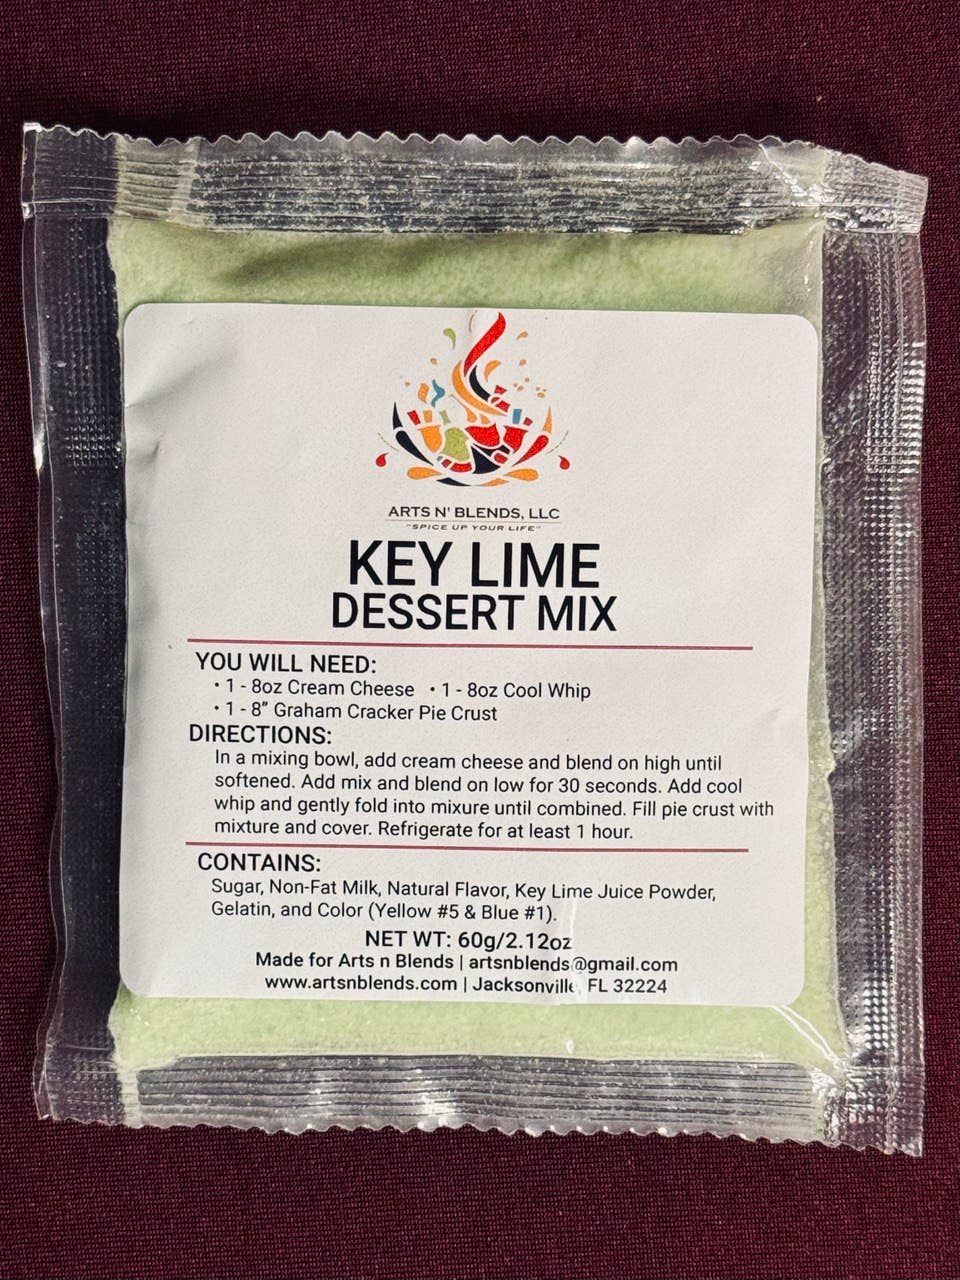 ARTS N' BLENDS, LLC
"SPICE UP YOUR LIFE"
KEY LIME
DESSERT MIX
YOU WILL NEED:
• 1 - 8oz Cream Cheese • 1 - 8oz Cool Whip
• 1 - 8” Graham Cracker Pie Crust
DIRECTIONS:
In a mixing bowl, add cream cheese and blend on high until
softened. Add mix and blend on low for 30 seconds. Add cool
whip and gently fold into mixure until combined. Fill pie crust with
mixture and cover. Refrigerate for at least 1 hour.
CONTAINS:
Sugar, Non-Fat Milk, Natural Flavor, Key Lime Juice Powder,
Gelatin, and Color (Yellow #5 & Blue #1).
NET WT: 60g/2.12oz
Made for Arts n Blends | artsnblends@gmail.com
www.artsnblends.com | Jacksonville, FL 32224